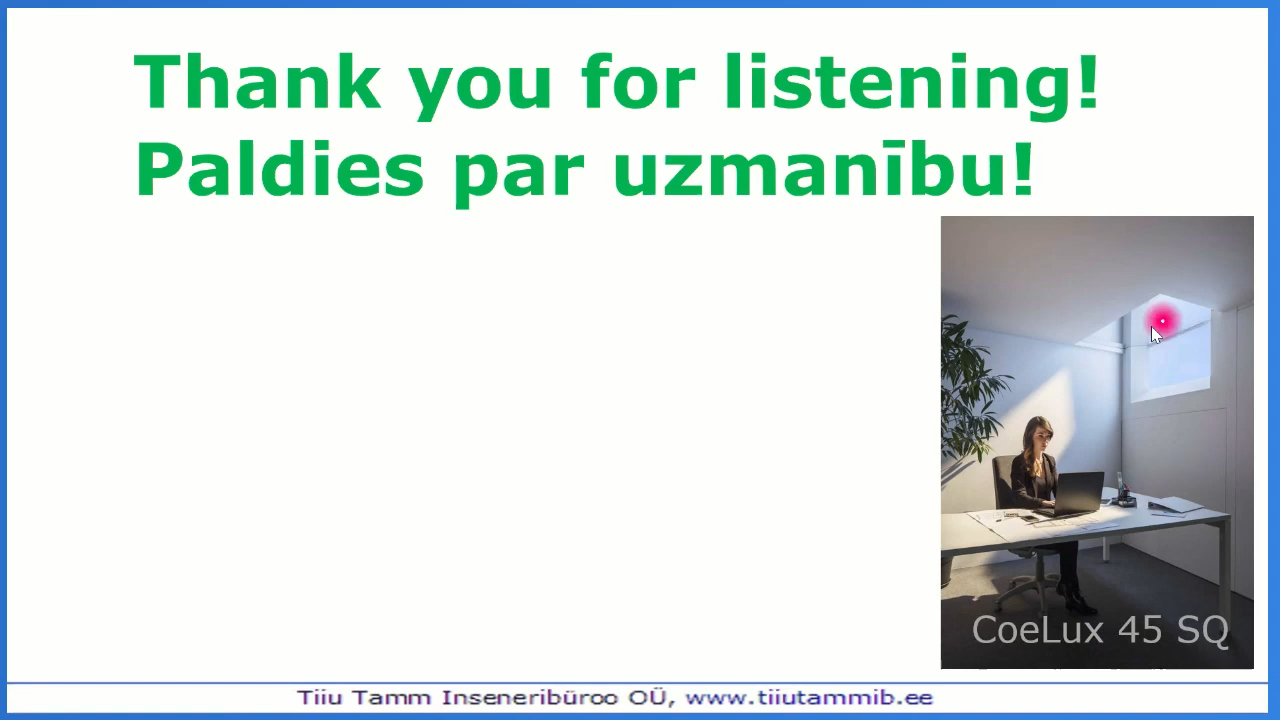 Thank you for listening!
Paldies par uzmanību!
CoeLux 45 SQ
Tiiu Tamm Inseneribüroo OÜ, www.tiiutammib.ee